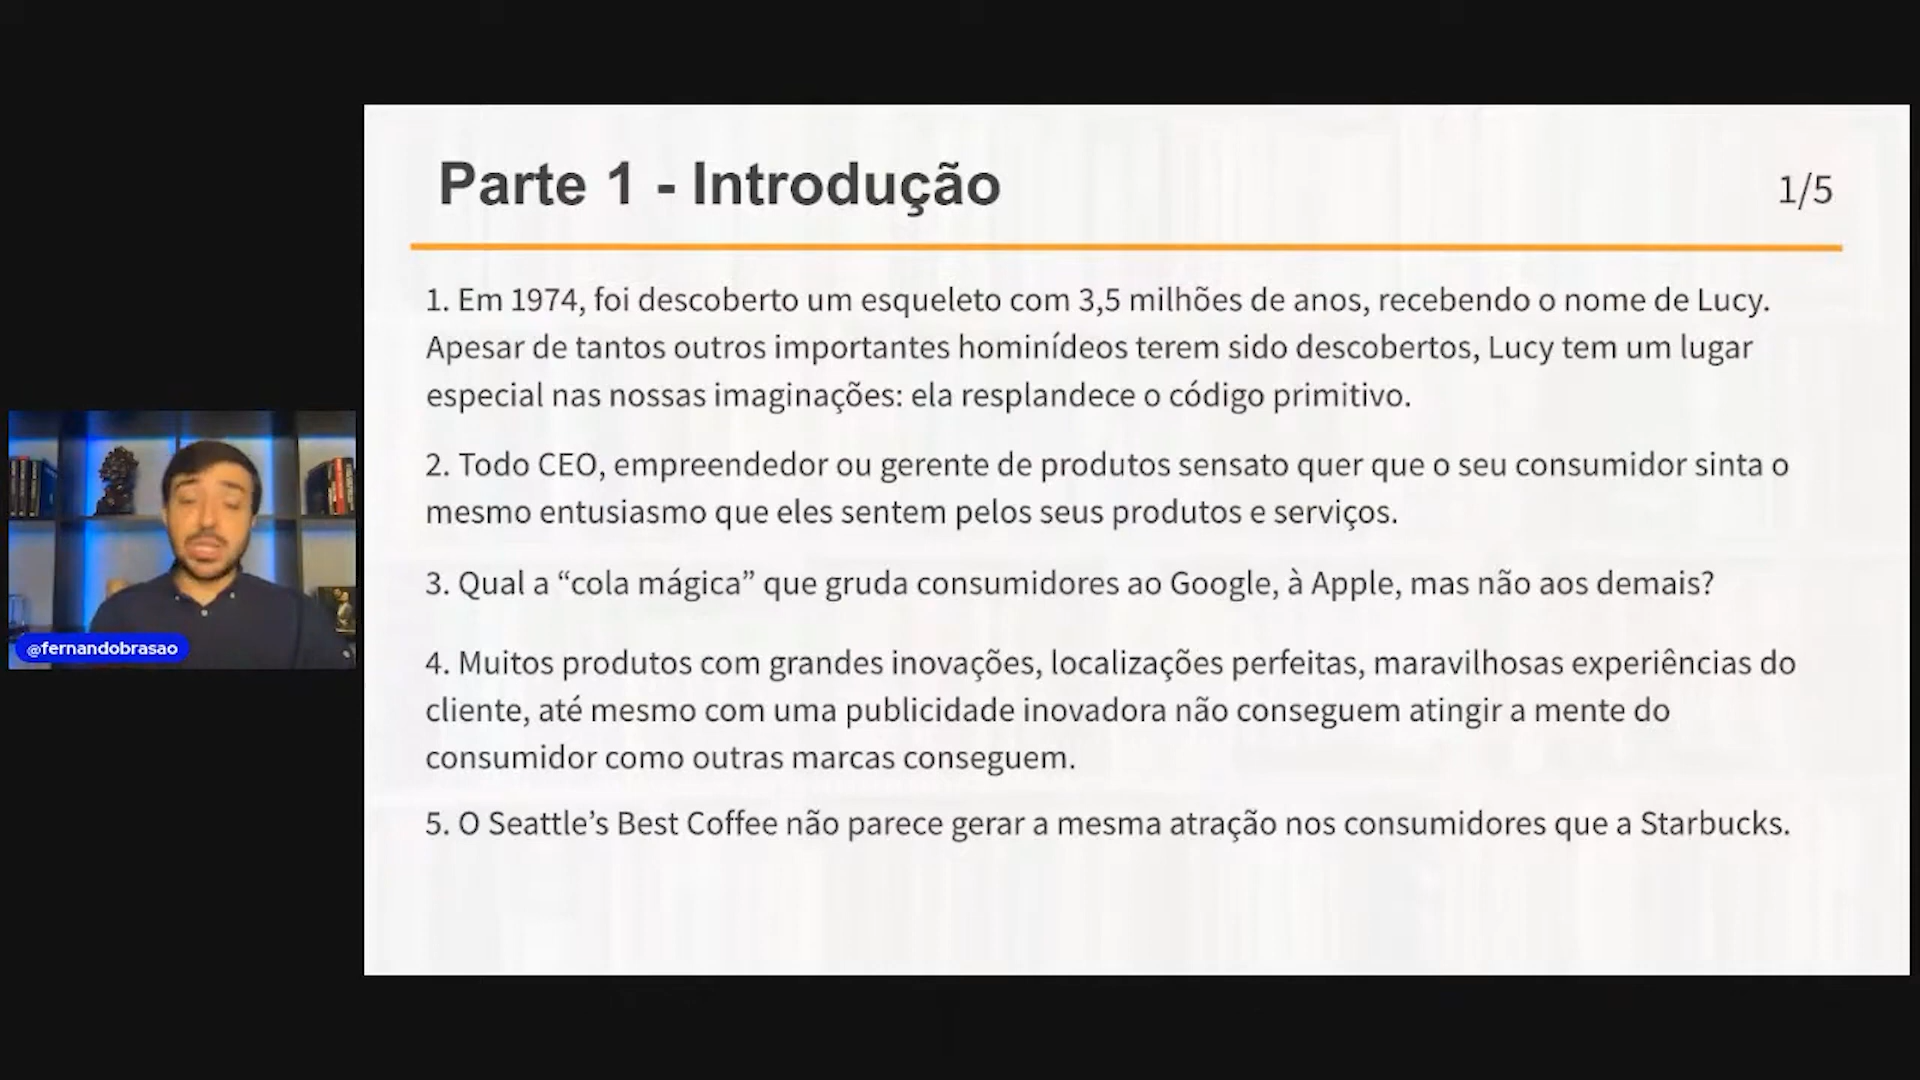 Parte 1 - Introdução
1/5
1. Em 1974, foi descoberto um esqueleto com 3,5 milhões de anos, recebendo o nome de Lucy.
Apesar de tantos outros importantes hominídeos terem sido descobertos, Lucy tem um lugar
especial nas nossas imaginações: ela resplandece o código primitivo.
2. Todo CEO, empreendedor ou gerente de produtos sensato quer que o seu consumidor sinta o
mesmo entusiasmo que eles sentem pelos seus produtos e serviços.
3. Qual a “cola mágica” que gruda consumidores ao Google, à Apple, mas não aos demais?
4. Muitos produtos com grandes inovações, localizações perfeitas, maravilhosas experiências do
cliente, até mesmo com uma publicidade inovadora não conseguem atingir a mente do
consumidor como outras marcas conseguem.
5. O Seattle’s Best Coffee não parece gerar a mesma atração nos consumidores que a Starbucks.
@fernandobrasao